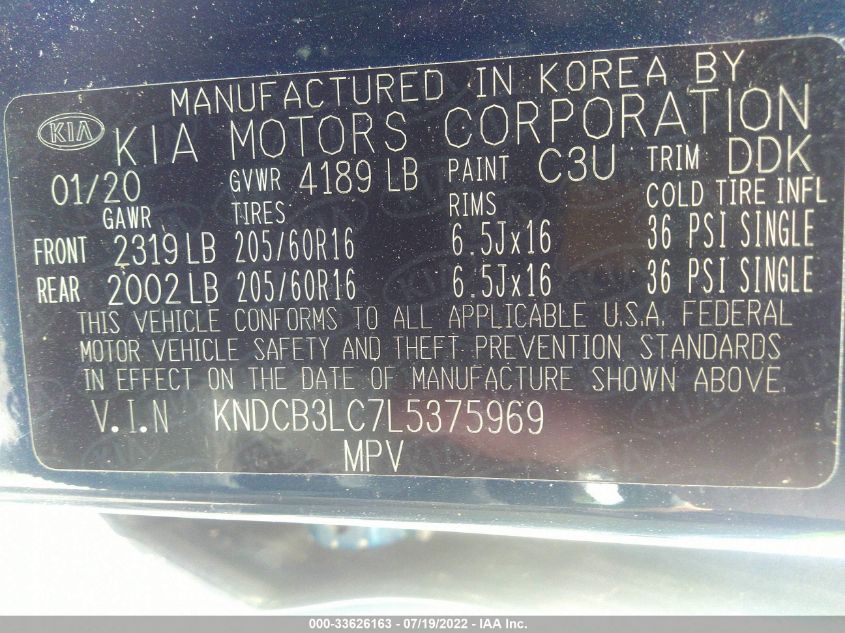 MANUFACTURED IN KOREA BY
KIA KIA MOTORS CORPORATION
01/20 GVWR 4189 LB PAINT C3U TRIM DDK
GAWR TIRES RIMS COLD TIRE INFL
FRONT 2319 LB 205/60R16 6.5Jx16 36 PSI SINGLE
REAR 2002 LB 205/60R16 6.5Jx16 36 PSI SINGLE
THIS VEHICLE CONFORMS TO ALL APPLICABLE U.S.A. FEDERAL
MOTOR VEHICLE SAFETY AND THEFT PREVENTION STANDARDS
IN EFFECT ON THE DATE OF MANUFACTURE SHOWN ABOVE.
V.I.N KNDCB3LC7L5375969
MPV
000-33626163 - 07/19/2022 - IAA Inc.